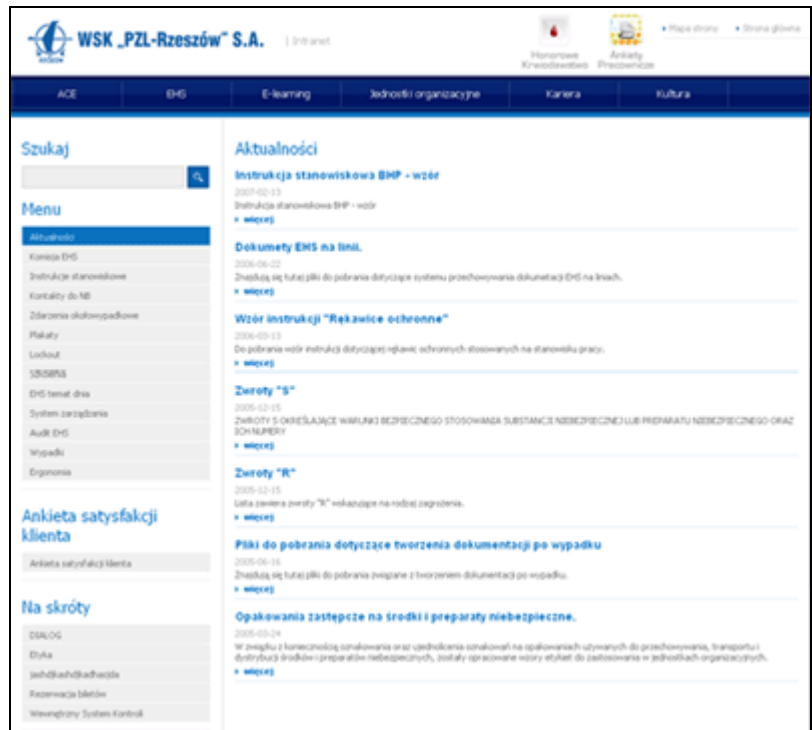 WSK „PZL-Rzeszów" S.A.
| Intranet
Honorowe
Krwiodawstwo
Ankiety
Pracownicze
Mapa strony
Strona główna
ACE
EHS
E-learning
Jednostki organizacyjne
Kariera
Kultura
Szukaj
Menu
Aktualności
Komisja EHS
Instrukcje stanowiskowe
Kontakty do NB
Zdarzenia okołowypadkowe
Plakaty
Lockout
Szkolenia
EHS temat dnia
System zarządzania
Audit EHS
Wypadki
Ergonomia
Ankieta satysfakcji
klienta
Ankieta satysfakcji klienta
Na skróty
DIALOG
Etyka
Rezerwacja biletów
Wewnętrzny System Kontroli
Aktualności
Instrukcja stanowiskowa BHP - wzór
2007-02-13
Instrukcja stanowiskowa BHP - wzór
więcej
Dokumety EHS na linii.
2006-06-22
Znajdują się tutaj pliki do pobrania dotyczące systemu przechowywania dokumetacji EHS na liniach.
więcej
Wzór instrukcji "Rękawice ochronne"
2006-03-13
Do pobrania wzór instrukcji dotyczącej rękawic ochronnych stosowanych na stanowisku pracy.
więcej
Zwroty "S"
2005-12-15
ZWROTY S OKREŚLAJĄCE WARUNKI BEZPIECZNEGO STOSOWANIA SUBSTANCJI NIEBEZPIECZNEJ LUB PREPARATU NIEBEZPIECZNEGO ORAZ
ICH NUMERY
więcej
Zwroty "R"
2005-12-15
Lista zawiera zwroty "R" wskazujące na rodzaj zagrożenia.
więcej
Pliki do pobrania dotyczące tworzenia dokumentacji po wypadku
2005-06-16
Znajdują się tutaj pliki do pobrania związane z tworzeniem dokumentacji po wypadku.
więcej
Opakowania zastępcze na środki i preparaty niebezpieczne.
2005-03-24
W związku z koniecznością oznakowania oraz ujednolicenia oznakowań na opakowaniach używanych do przechowywania, transportu i
dystrybucji środków i preparatów niebezpiecznych, zostały opracowane wzory etykiet do zastosowania w jednostkach organizacyjnych.
więcej